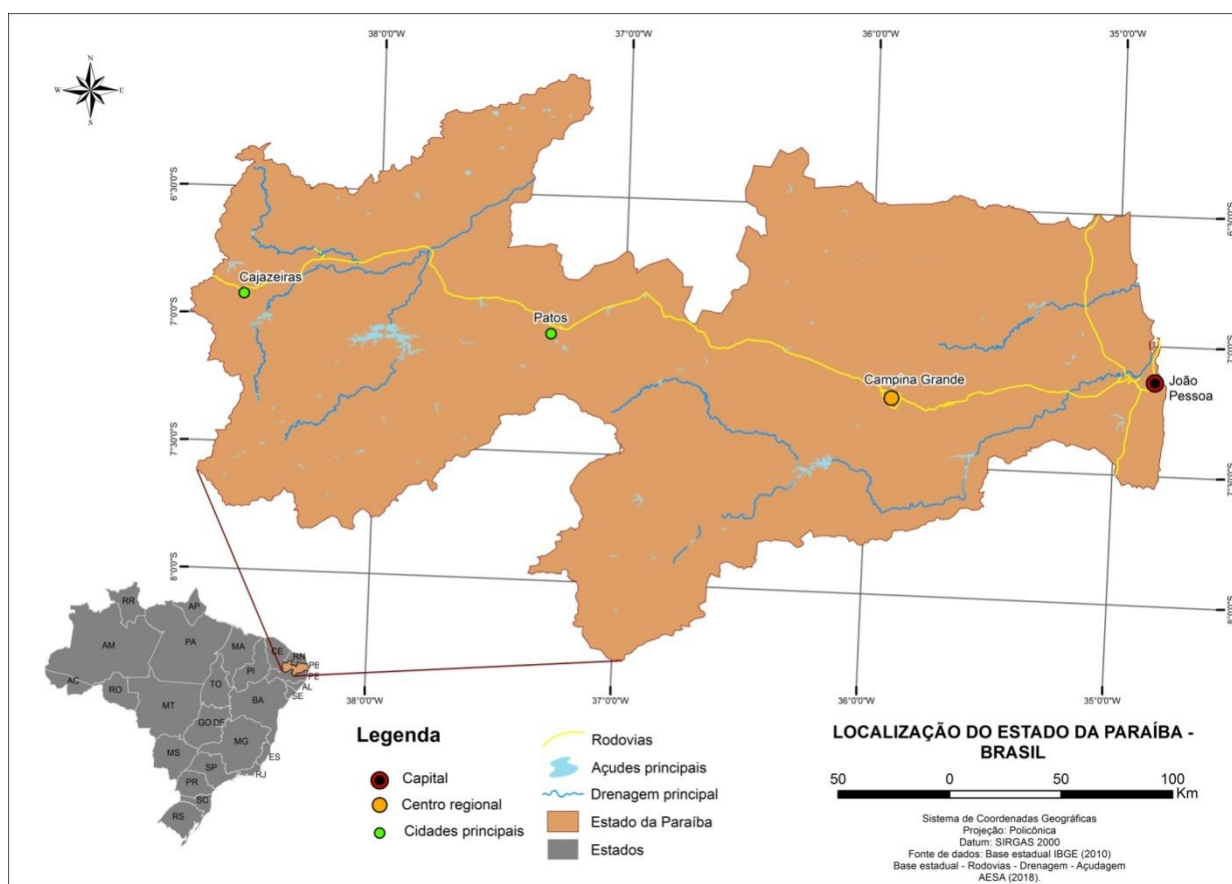 N
W E
S
38°0'0"W
37°0'0"W
36°0'0"W
35°0'0"W
6°30'0"S
6°30'0"S
Cajazeiras
7°0'0"S
Patos
7°0'0"S
Campina Grande
João
Pessoa
7°30'0"S
7°30'0"S
8°0'0"S
8°0'0"S
38°0'0"W
37°0'0"W
36°0'0"W
35°0'0"W
RR
AP
AM
PA
MA
CE
RN
PB
PE
PI
AL
SE
AC
RO
TO
BA
MT
GO
DF
MG
ES
MS
SP
RJ
PR
SC
RS
Legenda
Capital
Centro regional
Cidades principais
Rodovias
Açudes principais
Drenagem principal
Estado da Paraíba
Estados
LOCALIZAÇÃO DO ESTADO DA PARAÍBA -
BRASIL
50 0 50 100
Km
Sistema de Coordenadas Geográficas
Projeção: Policônica
Datum: SIRGAS 2000
Fonte de dados: Base estadual IBGE (2010)
Base estadual - Rodovias - Drenagem - Açudagem
AESA (2018).